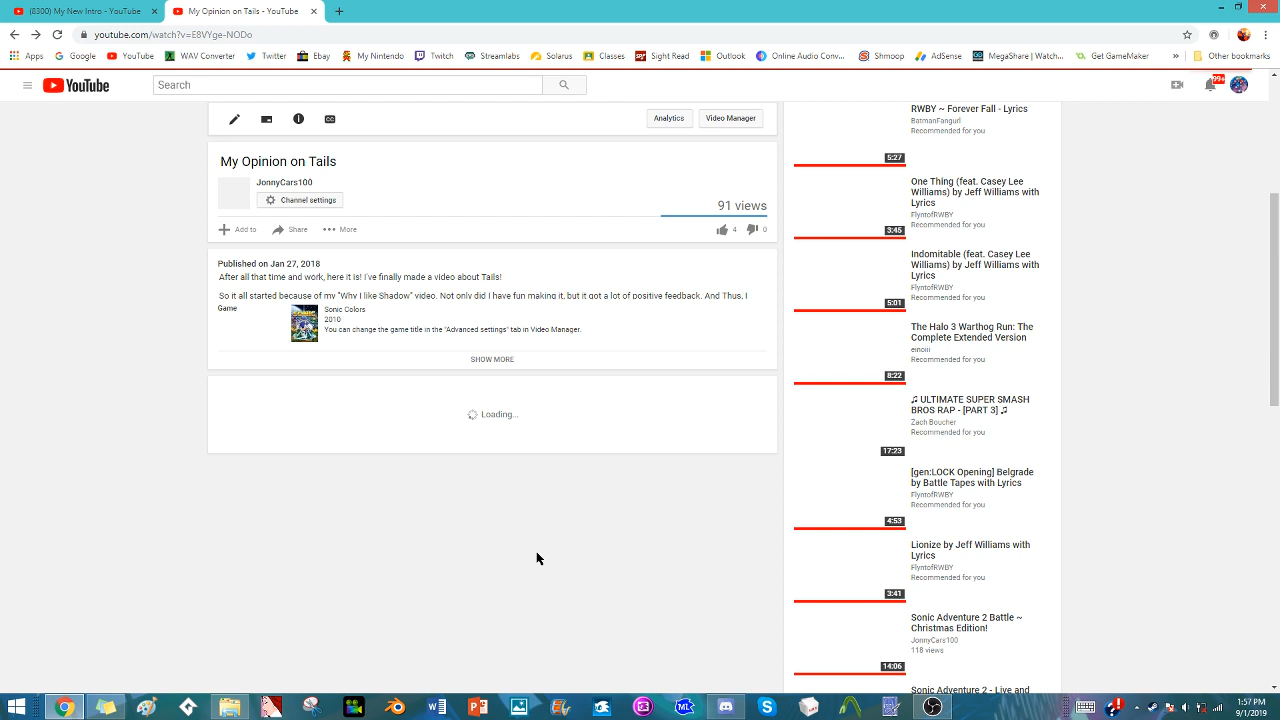 (8300) My New Intro - YouTube
My Opinion on Tails - YouTube
youtube.com/watch?v=E8VYge-NODo
Apps
Google
YouTube
WAV Converter
Twitter
Ebay
My Nintendo
Twitch
Streamlabs
Solarus
Classes
Sight Read
Outlook
Online Audio Conv...
Shmoop
AdSense
MegaShare | Watch...
Get GameMaker
»
Other bookmarks
YouTube
Search
99+
Analytics
Video Manager
My Opinion on Tails
JonnyCars100
Channel settings
91 views
Add to
Share
More
4
0
Published on Jan 27, 2018
After all that time and work, here it is! I've finally made a video about Tails!
So it all started because of my "Why I like Shadow" video. Not only did I have fun making it, but it got a lot of positive feedback. And Thus, I
Game
Sonic Colors
2010
You can change the game title in the "Advanced settings" tab in Video Manager.
SHOW MORE
Loading...
RWBY ~ Forever Fall - Lyrics
BatmanFangurl
Recommended for you
5:27
One Thing (feat. Casey Lee
Williams) by Jeff Williams with
Lyrics
FlyntofRWBY
Recommended for you
3:45
Indomitable (feat. Casey Lee
Williams) by Jeff Williams with
Lyrics
FlyntofRWBY
Recommended for you
5:01
The Halo 3 Warthog Run: The
Complete Extended Version
einoiii
Recommended for you
8:22
♫ ULTIMATE SUPER SMASH
BROS RAP - [PART 3] ♫
Zach Boucher
Recommended for you
17:23
[gen:LOCK Opening] Belgrade
by Battle Tapes with Lyrics
FlyntofRWBY
Recommended for you
4:53
Lionize by Jeff Williams with
Lyrics
FlyntofRWBY
Recommended for you
3:41
Sonic Adventure 2 Battle ~
Christmas Edition!
JonnyCars100
118 views
14:06
Sonic Adventure 2 - Live and
1:57 PM
9/1/2019